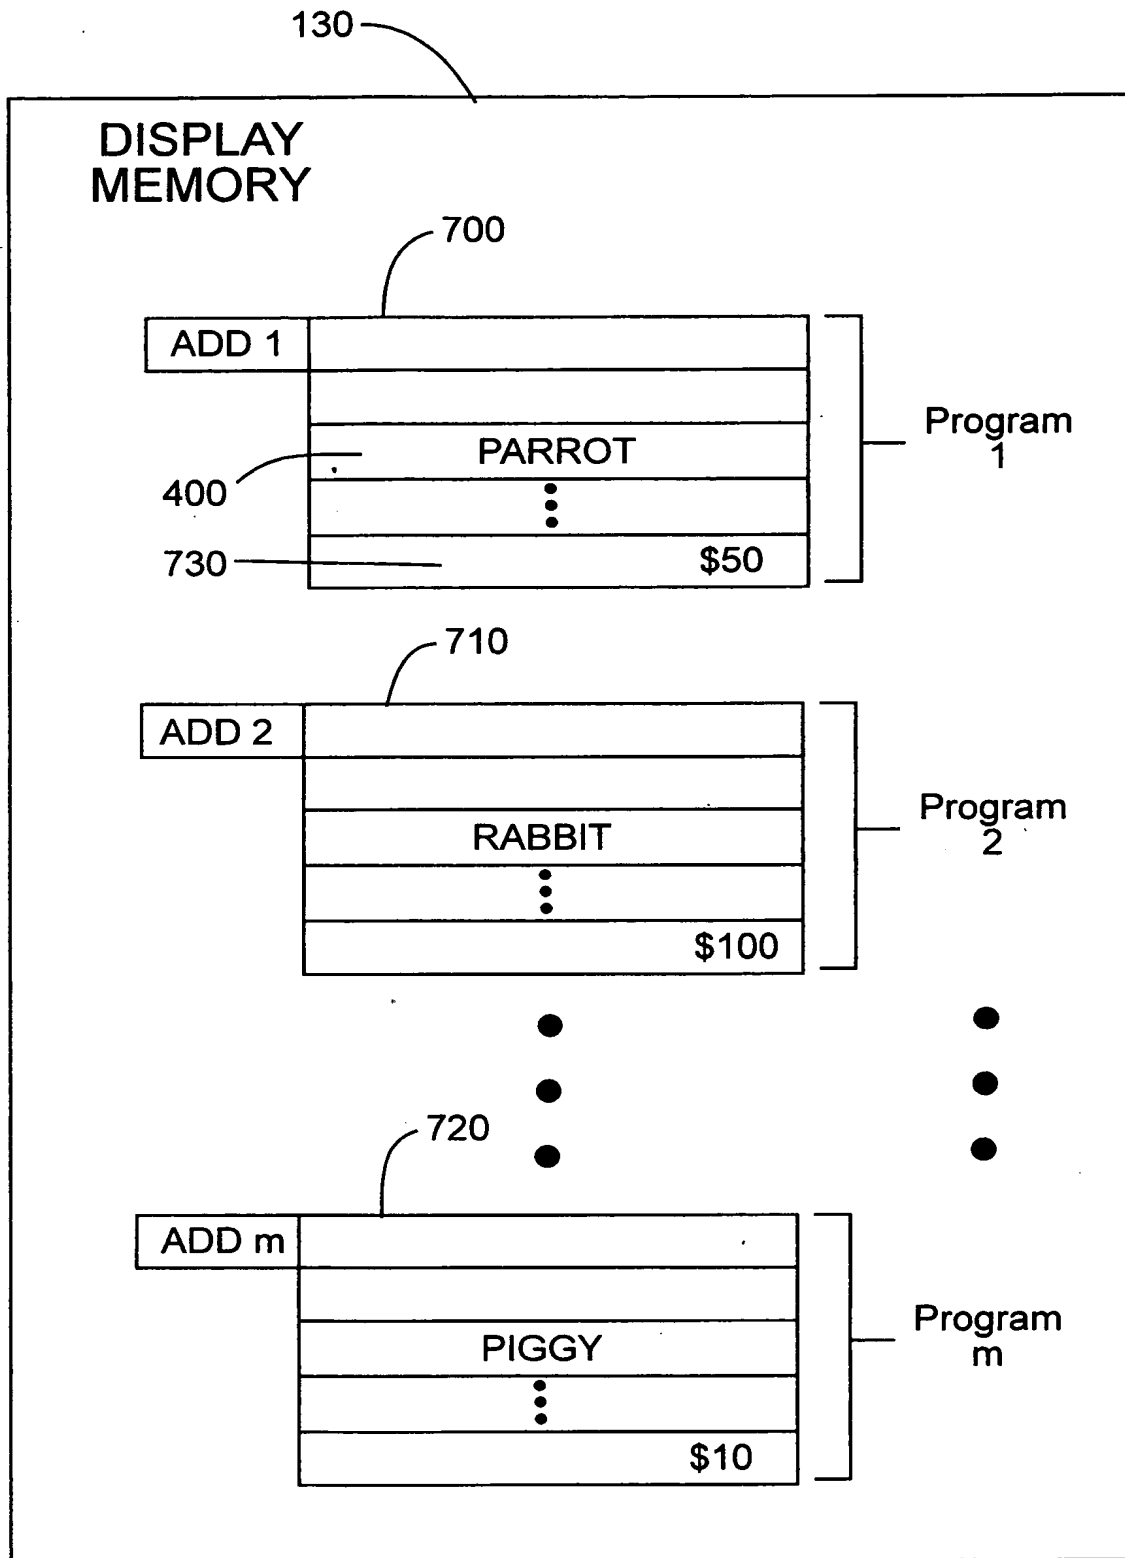 130
DISPLAY
MEMORY
700
ADD 1
PARROT
400
730
$50
Program
1
710
ADD 2
RABBIT
$100
Program
2
720
ADD m
PIGGY
$10
Program
m